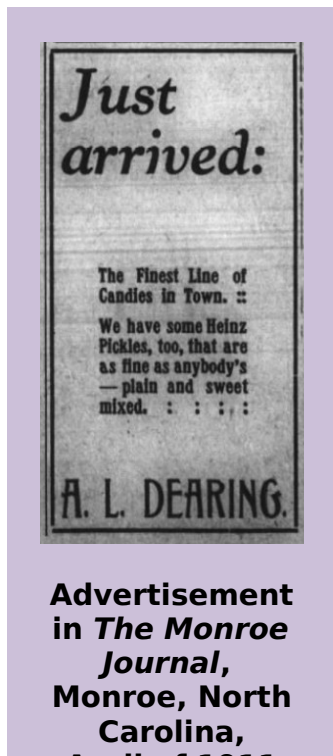 Just
arrived:
The Finest Line of
Candies in Town. ::
We have some Heinz
Pickles, too, that are
as fine as anybody's
— plain and sweet
mixed. : : : :
A. L. DEARING.
Advertisement
in The Monroe
Journal,
Monroe, North
Carolina,